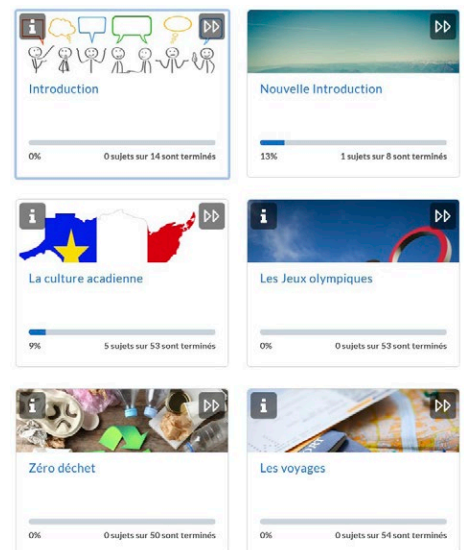 Introduction
0% 0 sujets sur 14 sont terminés
Nouvelle Introduction
13% 1 sujets sur 8 sont terminés
La culture acadienne
9% 5 sujets sur 53 sont terminés
Les Jeux olympiques
0% 0 sujets sur 53 sont terminés
Zéro déchet
0% 0 sujets sur 50 sont terminés
Les voyages
0% 0 sujets sur 54 sont terminés